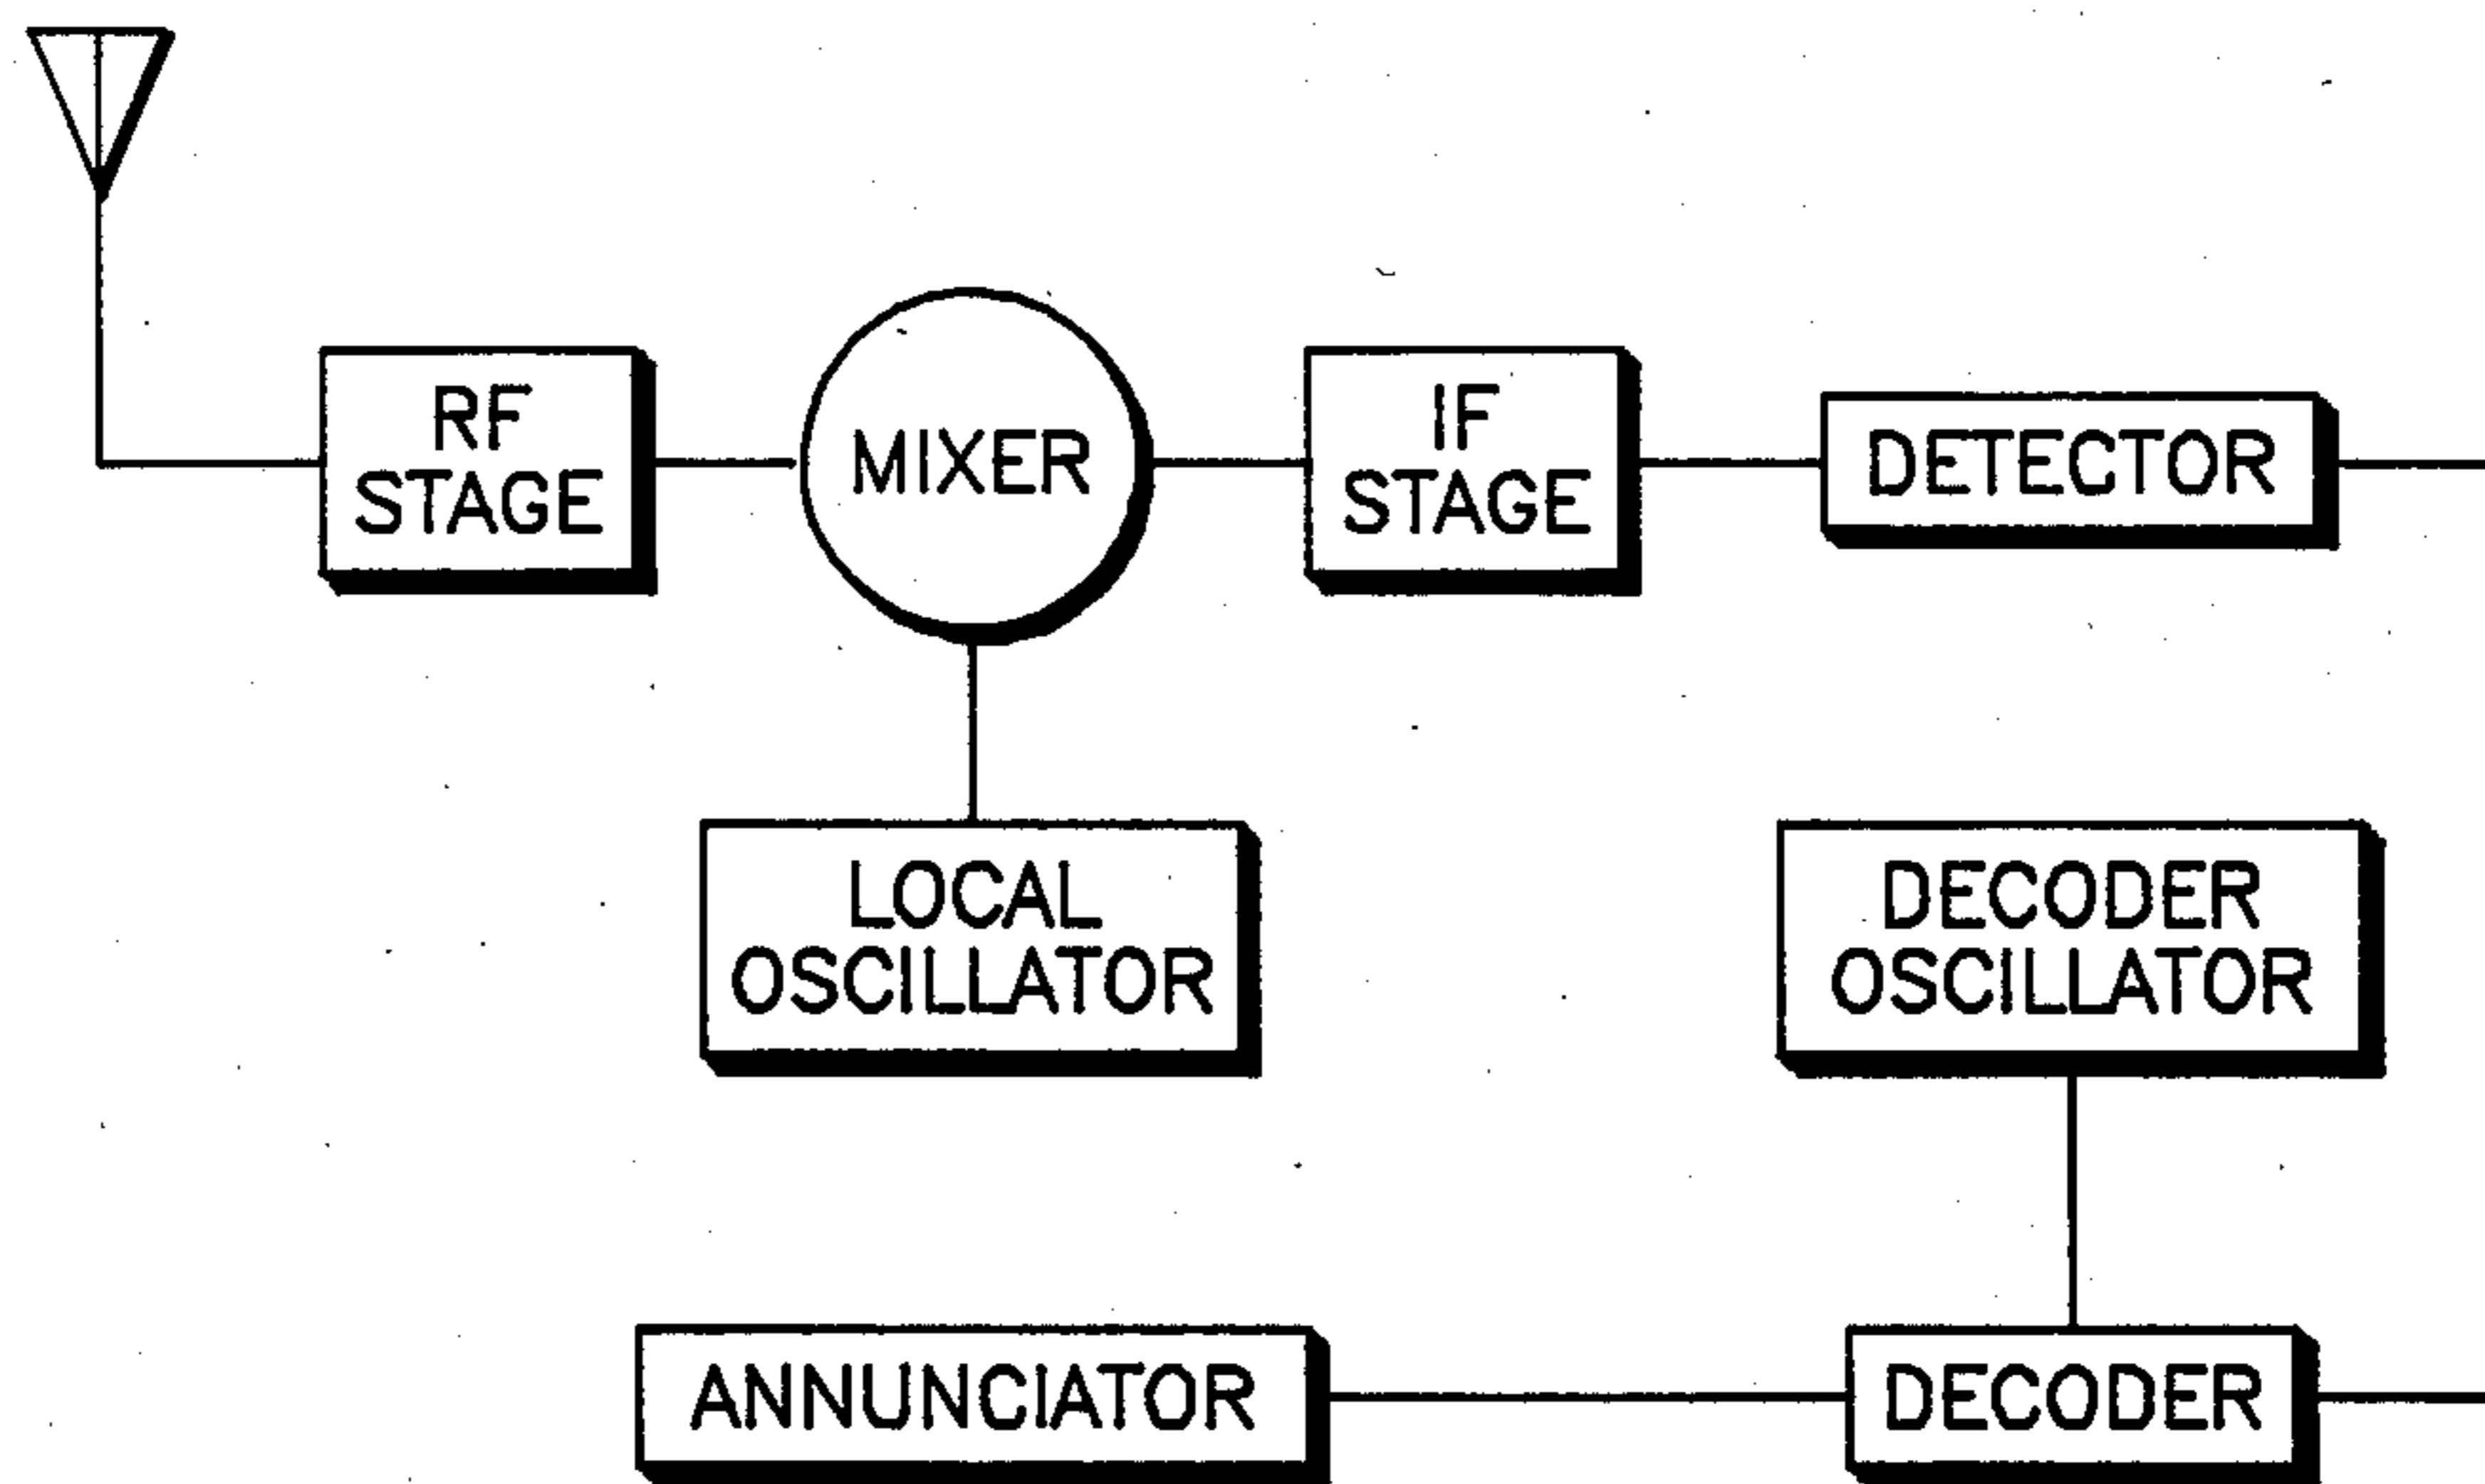 RF
STAGE
MIXER
IF
STAGE
DETECTOR
LOCAL
OSCILLATOR
DECODER
OSCILLATOR
ANNUNCIATOR
DECODER